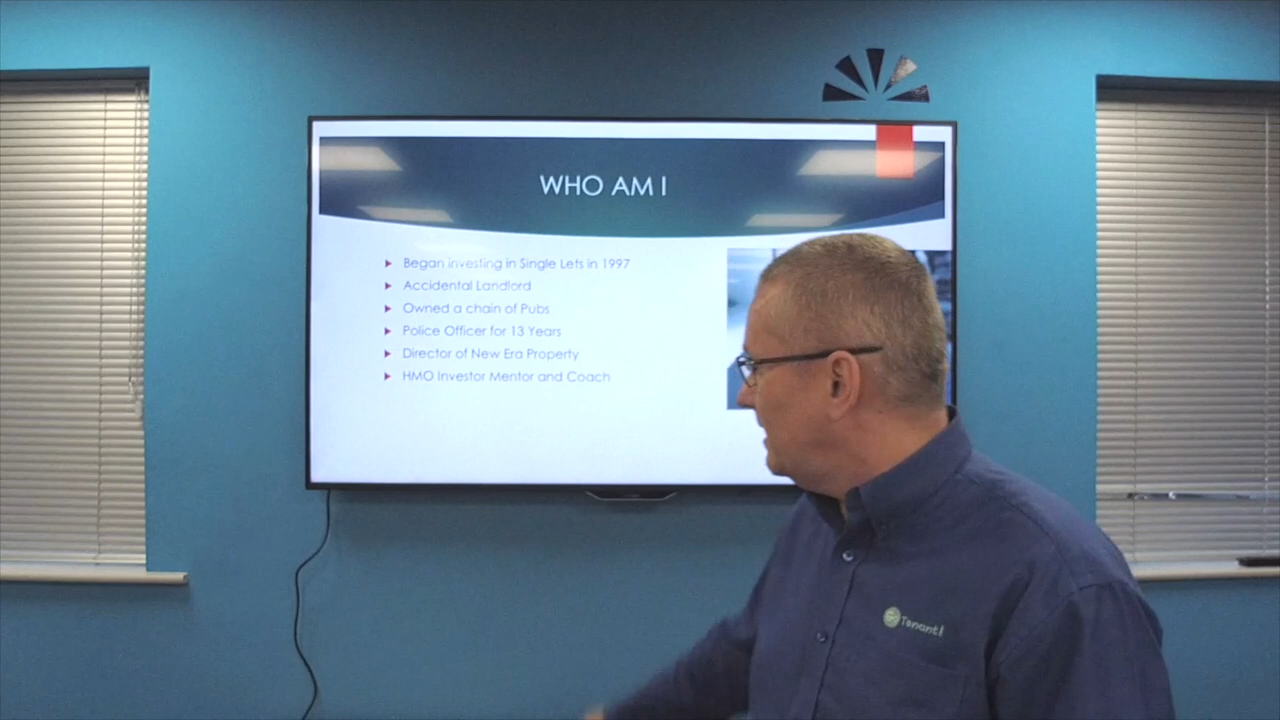 WHO AM I
Began investing in Single Lets in 1997
Accidental Landlord
Owned a chain of Pubs
Police Officer for 13 Years
Director of New Era Property
HMO Investor Mentor and Coach